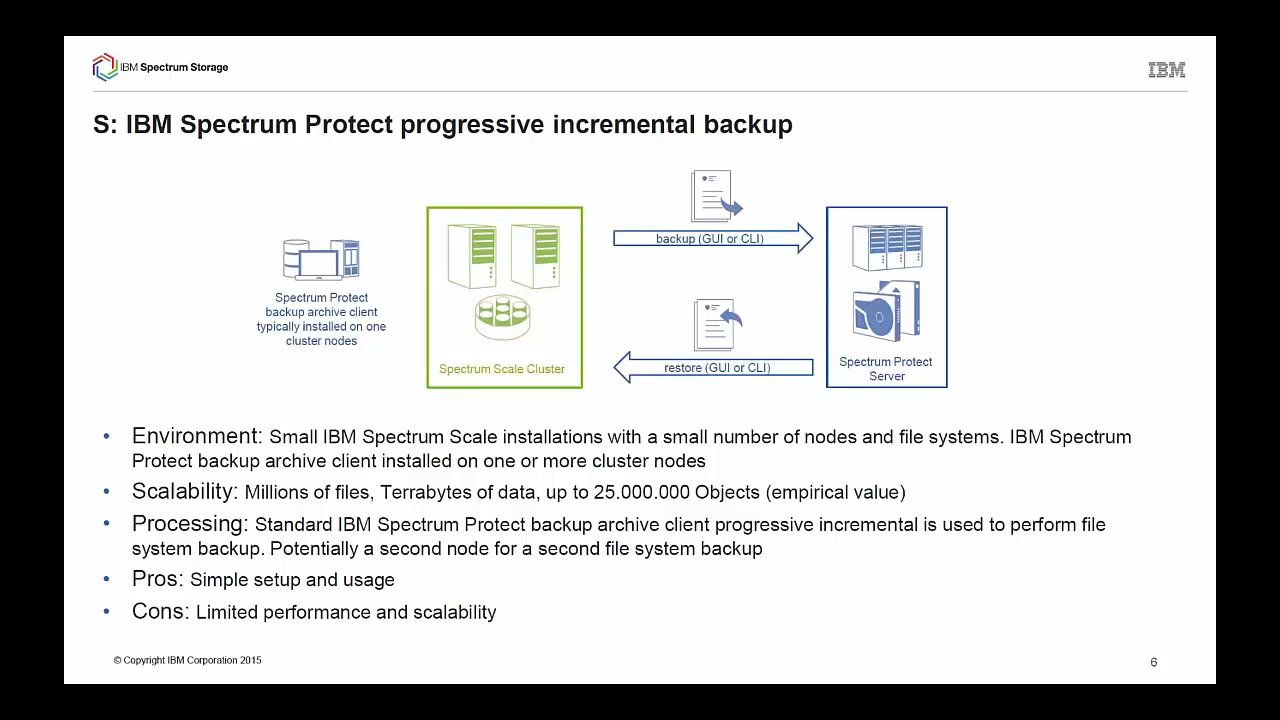 IBM Spectrum Storage
IBM
S: IBM Spectrum Protect progressive incremental backup
Spectrum Protect
backup archive client
typically installed on one
cluster nodes
Spectrum Scale Cluster
backup (GUI or CLI)
restore (GUI or CLI)
Spectrum Protect
Server
• Environment: Small IBM Spectrum Scale installations with a small number of nodes and file systems. IBM Spectrum
Protect backup archive client installed on one or more cluster nodes
• Scalability: Millions of files, Terrabytes of data, up to 25.000.000 Objects (empirical value)
• Processing: Standard IBM Spectrum Protect backup archive client progressive incremental is used to perform file
system backup. Potentially a second node for a second file system backup
• Pros: Simple setup and usage
• Cons: Limited performance and scalability
© Copyright IBM Corporation 2015
6